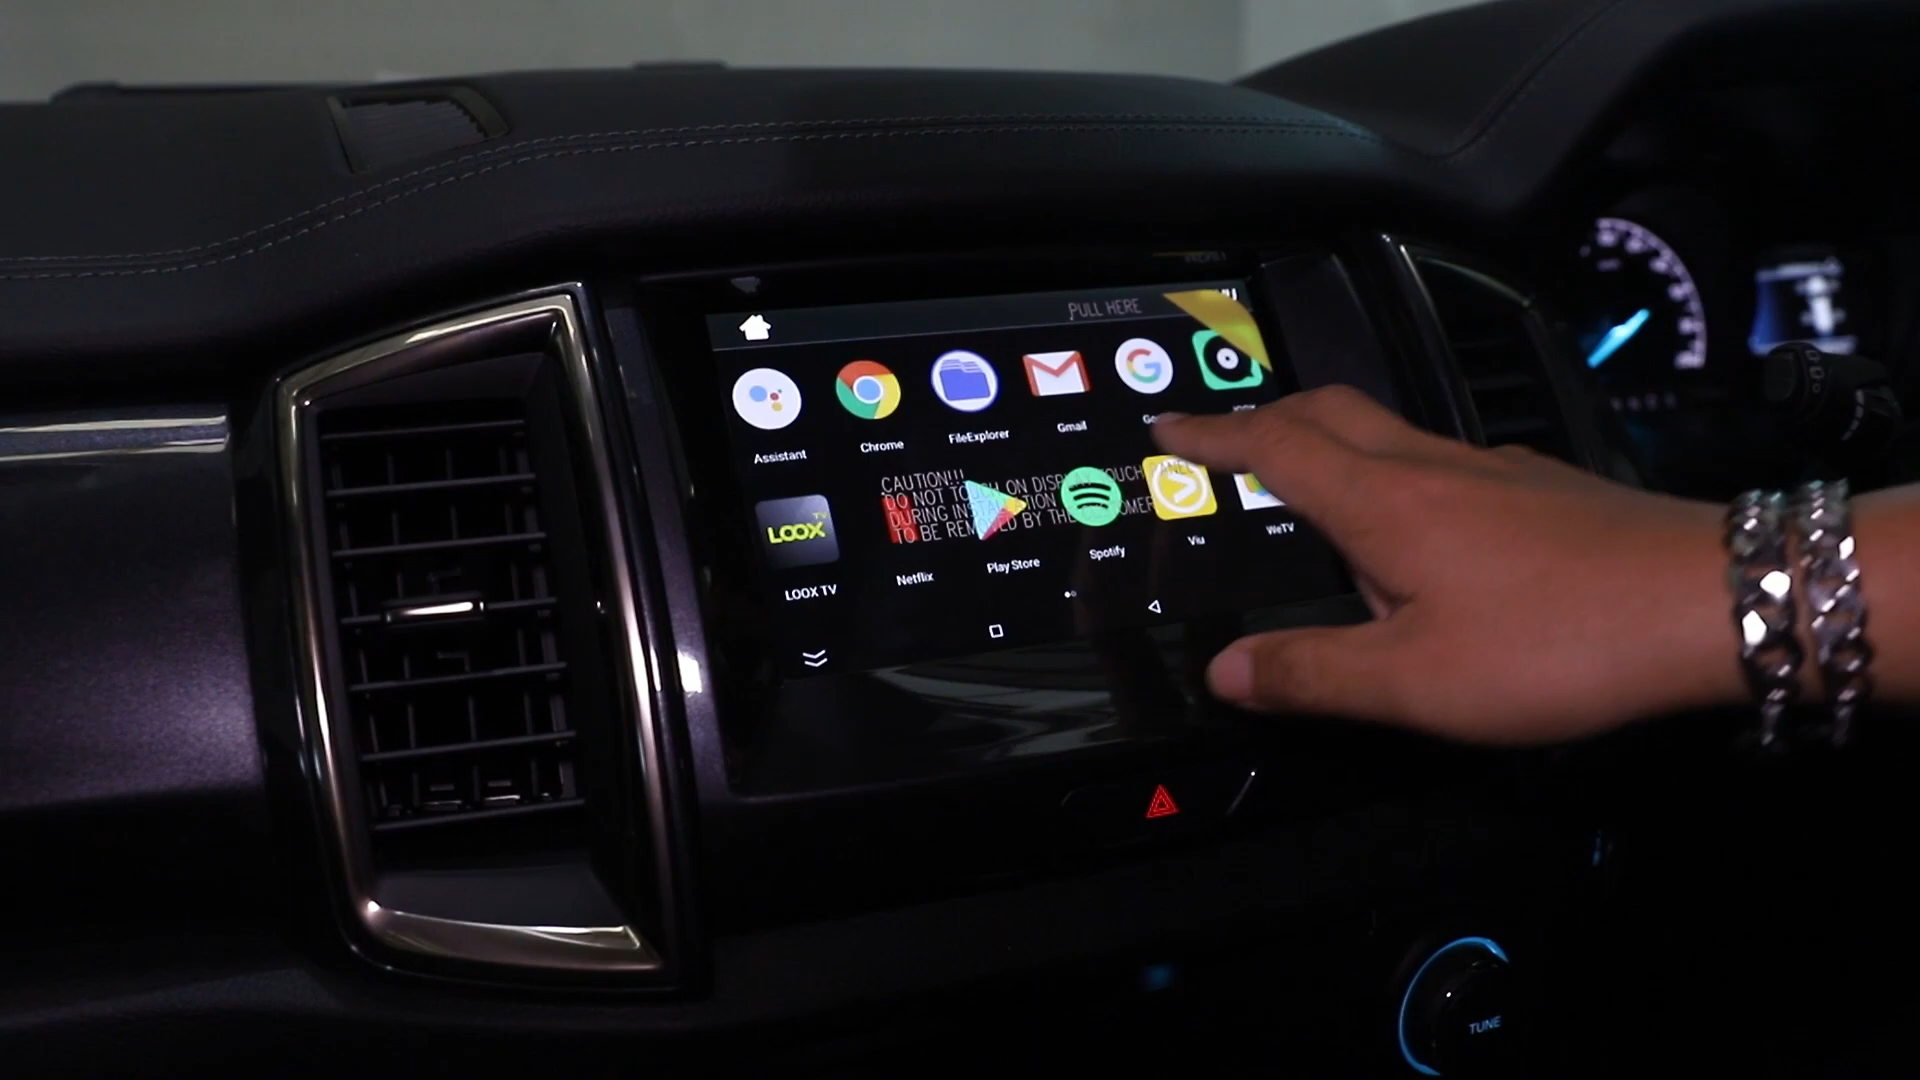 PULL HERE
Assistant
Chrome
FileExplorer
Gmail
CAUTION!!!
DO NOT TOUCH ON DISPLAY TOUCH PANEL
DURING INSTALLATION
TO BE REMOVED BY THE CUSTOMER
LOOX TV
LOOX TV
Netflix
Play Store
Spotify
Viu
WeTV
TUNE